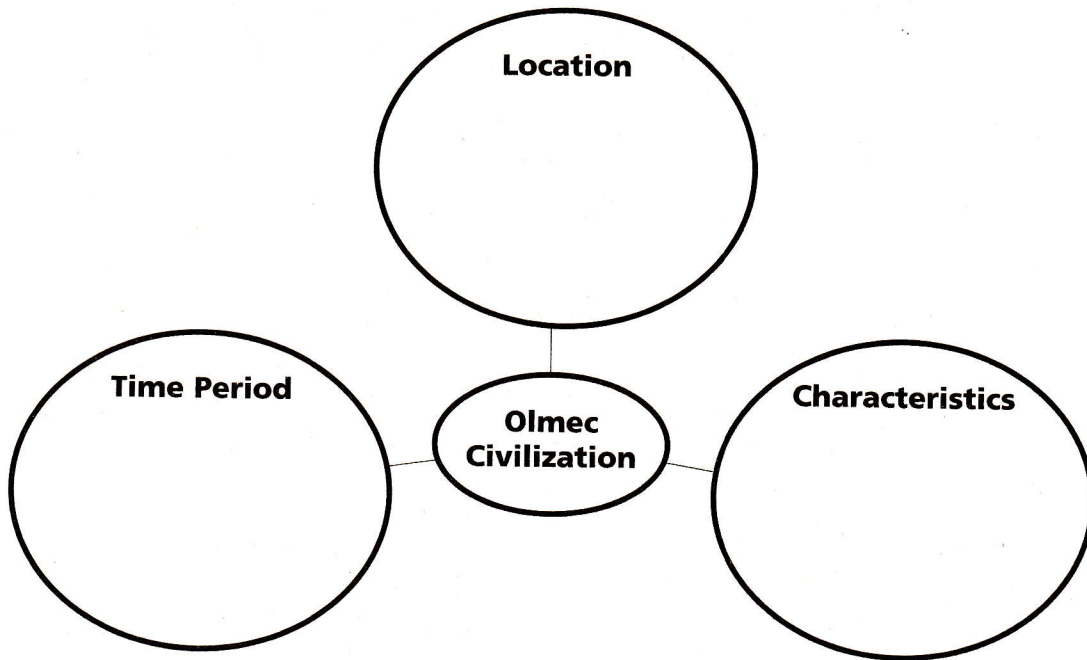 Location
Time Period
Olmec
Civilization
Characteristics